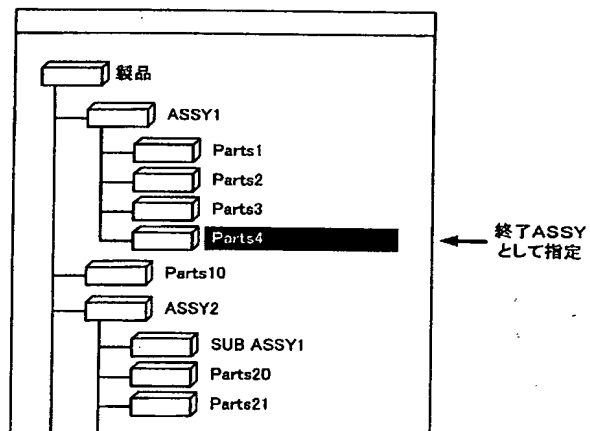 製品
ASSY1
Parts1
Parts2
Parts3
Parts4
終了ASSY
として指定
Parts10
ASSY2
SUB ASSY1
Parts20
Parts21